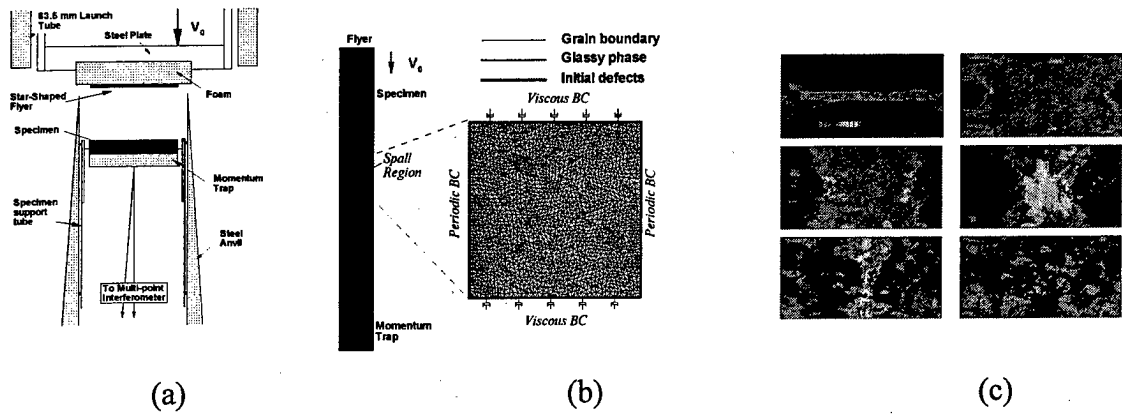 63.5 mm Launch
Tube
V₀
Steel Plate
Foam
Star-Shaped
Flyer
Specimen
Momentum
Trap
Specimen
support
tube
Steel
Anvil
To Multi-point
Interferometer
(a)
Flyer
V₀
Specimen
Spall
Region
Momentum
Trap
Grain boundary
Glassy phase
Initial defects
Viscous BC
Periodic BC
Periodic BC
Viscous BC
(b)
(c)